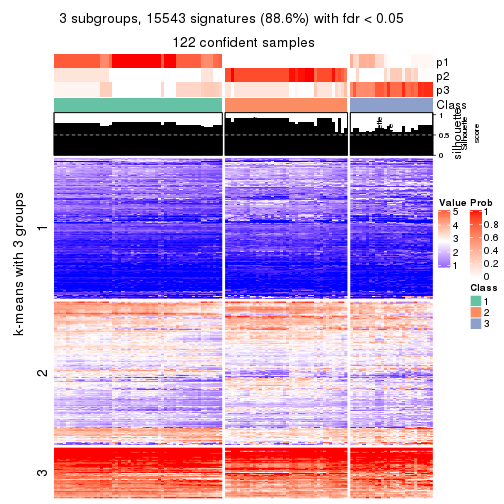 3 subgroups, 15543 signatures (88.6%) with fdr < 0.05
122 confident samples
p1
p2
p3
Class
1
0.5
0
silhouette
Silhouette
score
k-means with 3 groups
1
2
3
Value
5
4
3
2
1
Prob
1
0.8
0.6
0.4
0.2
0
Class
1
2
3